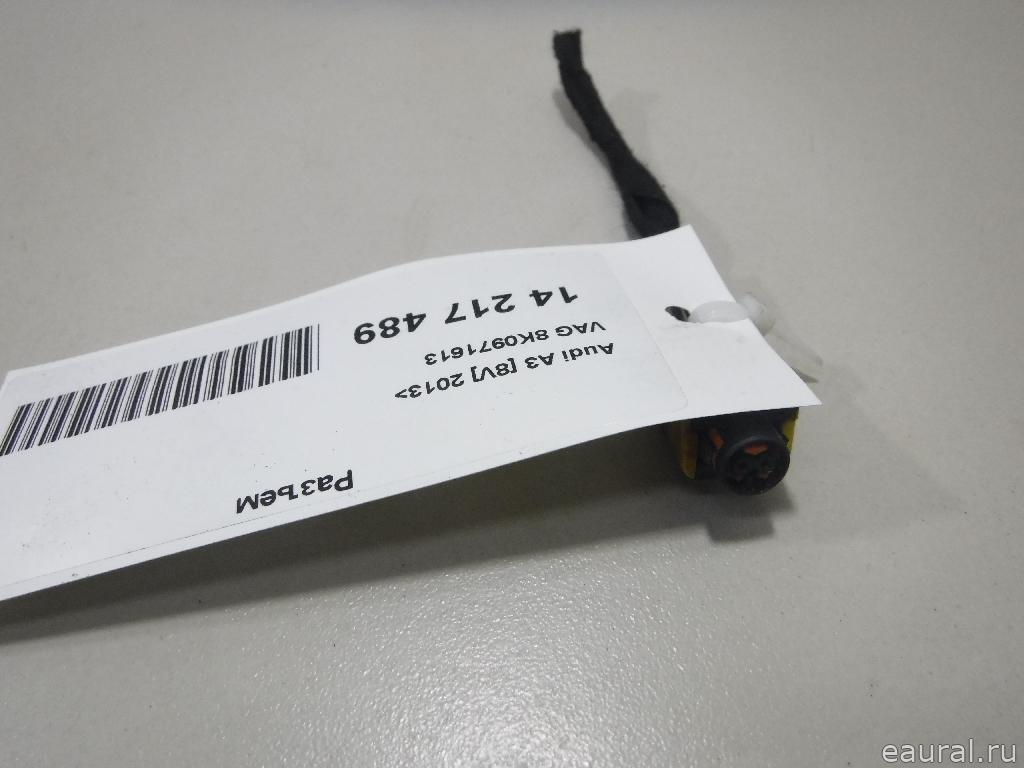 Разъем
Audi A3 [8V] 2013>
VAG 8K0971613
14 217 489
eaural.ru